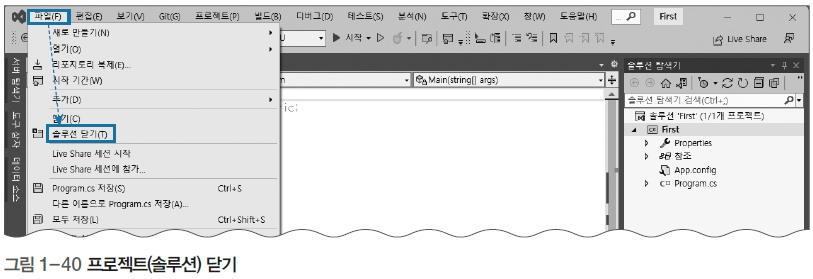 파일(F) 편집(E) 보기(V) Git(G) 프로젝트(P) 빌드(B) 디버그(D) 테스트(S) 분석(N) 도구(T) 확장(X) 창(W) 도움말(H) First
시작
Live Share
새로 만들기(N)
열기(O)
리포지토리 복제(E)...
시작 기간(W)
추가(D)
닫기(C)
솔루션 닫기(T)
Live Share 세션 시작
Live Share 세션에 참가...
Program.cs 저장(S) Ctrl+S
다른 이름으로 Program.cs 저장(A)...
모두 저장(L) Ctrl+Shift+S
서버 탐색기
도구 상자
데이터 소스
Main(string[] args)
ic;
솔루션 탐색기
솔루션 탐색기 검색(Ctrl+;)
솔루션 'First' (1/1개 프로젝트)
First
Properties
참조
App.config
Program.cs
그림 1-40 프로젝트(솔루션) 닫기